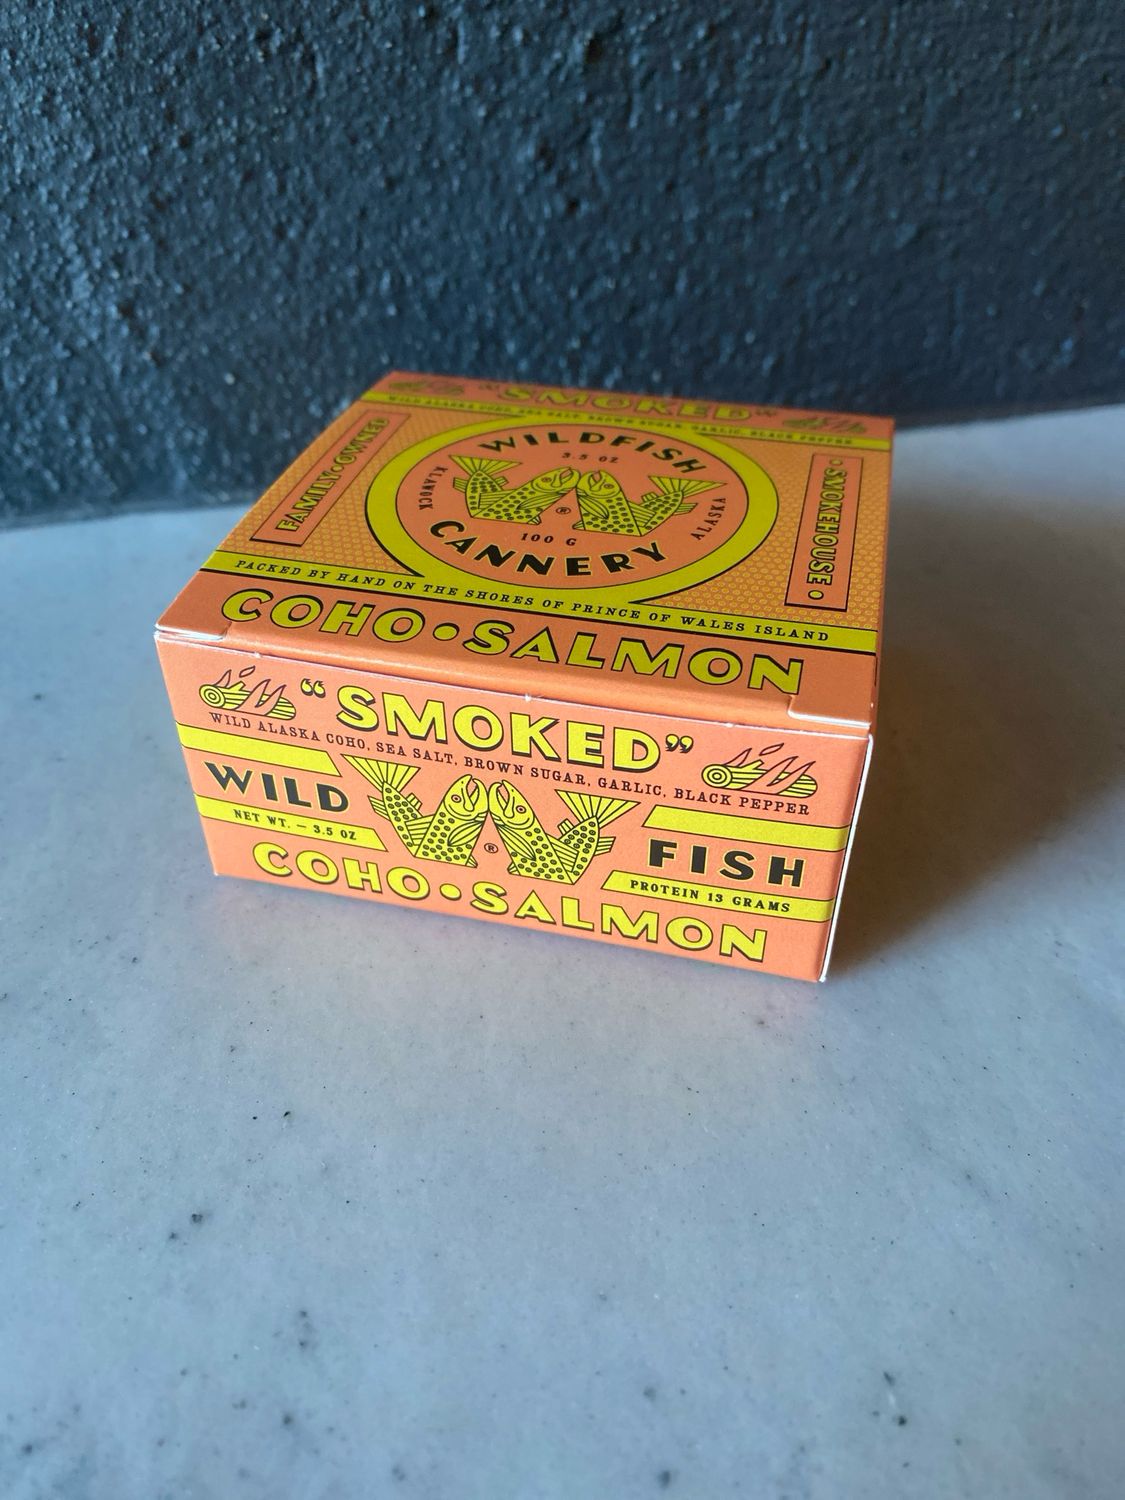 “SMOKED”
WILD ALASKA COHO, SEA SALT, BROWN SUGAR, GARLIC, BLACK PEPPER
FAMILY•OWNED
WILDFISH
3.5 OZ
KLAWOCK
ALASKA
®
100 G
CANNERY
•SMOKEHOUSE•
PACKED BY HAND ON THE SHORES OF PRINCE OF WALES ISLAND
COHO•SALMON
“SMOKED”
WILD ALASKA COHO, SEA SALT, BROWN SUGAR, GARLIC, BLACK PEPPER
WILD
FISH
®
NET WT. – 3.5 OZ
PROTEIN 13 GRAMS
COHO•SALMON